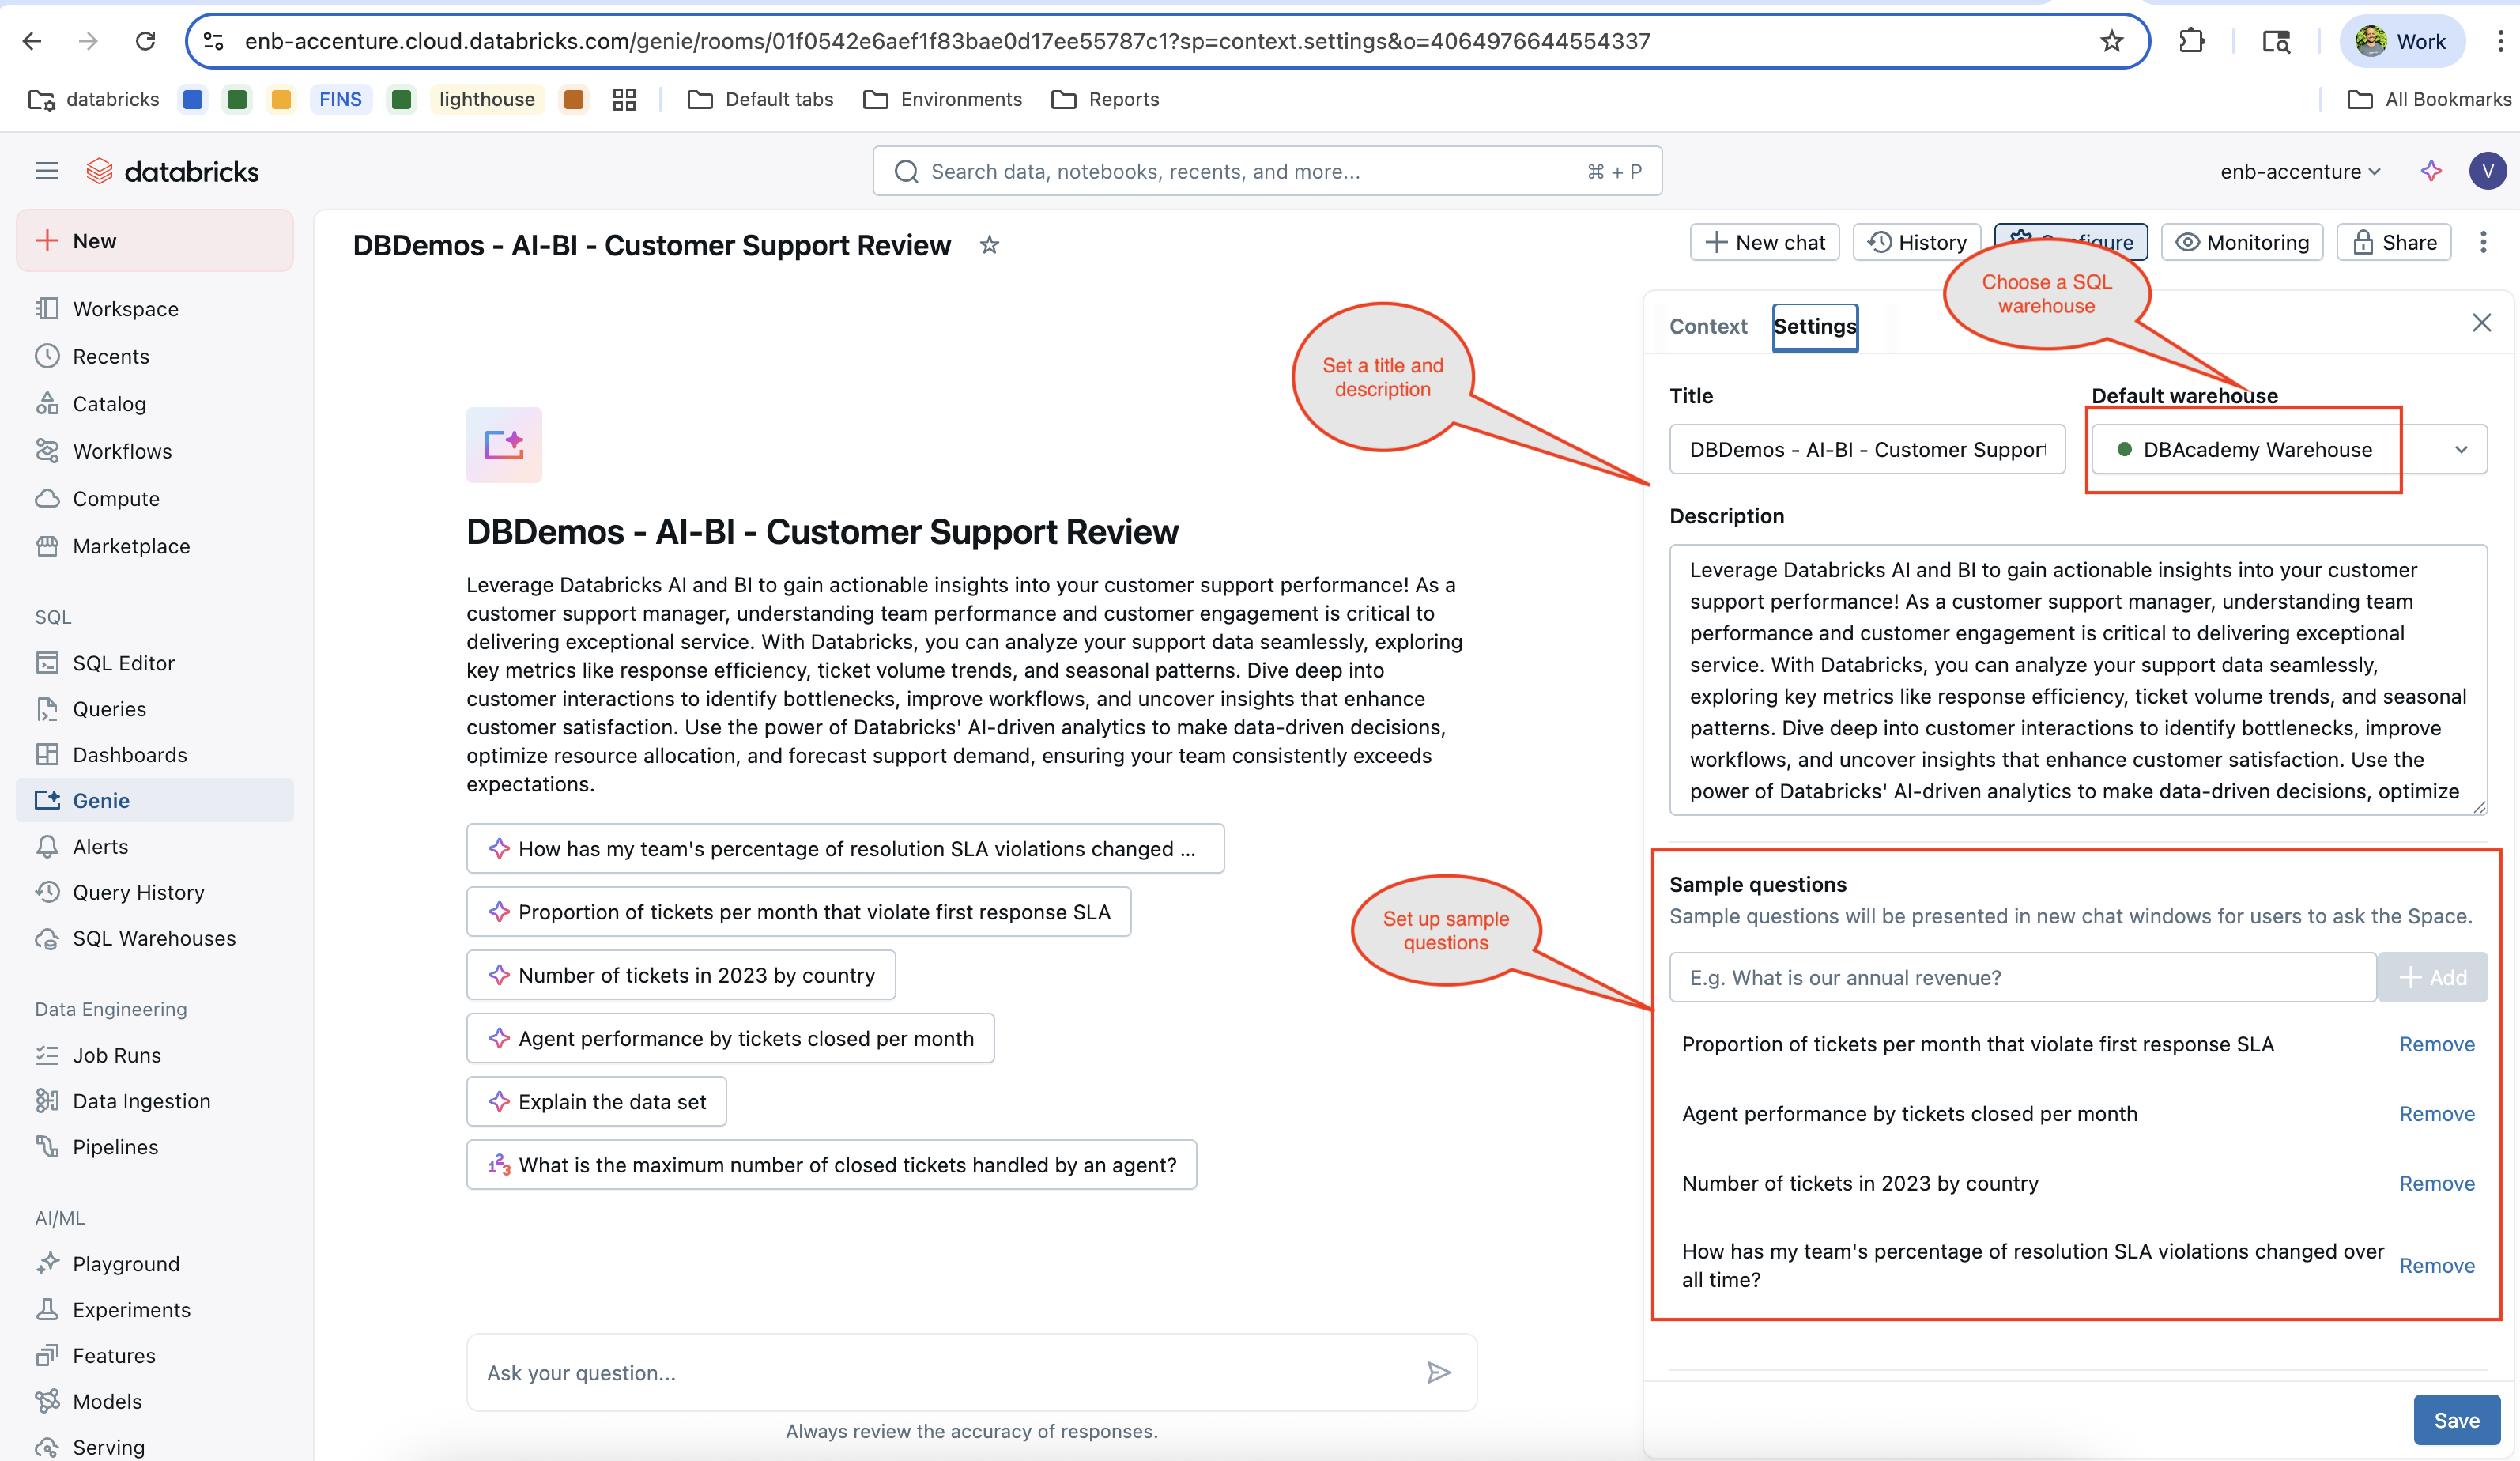 enb-accenture.cloud.databricks.com/genie/rooms/01f0542e6aef1f83bae0d17ee55787c1?sp=context.settings&o=4064976644554337
Work
databricks
FINS
lighthouse
Default tabs
Environments
Reports
All Bookmarks
databricks
Search data, notebooks, recents, and more...
⌘ + P
enb-accenture
V
New
Workspace
Recents
Catalog
Workflows
Compute
Marketplace
SQL
SQL Editor
Queries
Dashboards
Genie
Alerts
Query History
SQL Warehouses
Data Engineering
Job Runs
Data Ingestion
Pipelines
AI/ML
Playground
Experiments
Features
Models
Serving
DBDemos - AI-BI - Customer Support Review
New chat
History
Configure
Monitoring
Share
DBDemos - AI-BI - Customer Support Review
Leverage Databricks AI and BI to gain actionable insights into your customer support performance! As a
customer support manager, understanding team performance and customer engagement is critical to
delivering exceptional service. With Databricks, you can analyze your support data seamlessly, exploring
key metrics like response efficiency, ticket volume trends, and seasonal patterns. Dive deep into
customer interactions to identify bottlenecks, improve workflows, and uncover insights that enhance
customer satisfaction. Use the power of Databricks' AI-driven analytics to make data-driven decisions,
optimize resource allocation, and forecast support demand, ensuring your team consistently exceeds
expectations.
How has my team's percentage of resolution SLA violations changed ...
Proportion of tickets per month that violate first response SLA
Number of tickets in 2023 by country
Agent performance by tickets closed per month
Explain the data set
What is the maximum number of closed tickets handled by an agent?
Ask your question...
Always review the accuracy of responses.
Set a title and
description
Choose a SQL
warehouse
Set up sample
questions
Context
Settings
Title
Default warehouse
DBDemos - AI-BI - Customer Support
DBAcademy Warehouse
Description
Leverage Databricks AI and BI to gain actionable insights into your customer
support performance! As a customer support manager, understanding team
performance and customer engagement is critical to delivering exceptional
service. With Databricks, you can analyze your support data seamlessly,
exploring key metrics like response efficiency, ticket volume trends, and seasonal
patterns. Dive deep into customer interactions to identify bottlenecks, improve
workflows, and uncover insights that enhance customer satisfaction. Use the
power of Databricks' AI-driven analytics to make data-driven decisions, optimize
Sample questions
Sample questions will be presented in new chat windows for users to ask the Space.
E.g. What is our annual revenue?
Add
Proportion of tickets per month that violate first response SLA
Remove
Agent performance by tickets closed per month
Remove
Number of tickets in 2023 by country
Remove
How has my team's percentage of resolution SLA violations changed over
all time?
Remove
Save